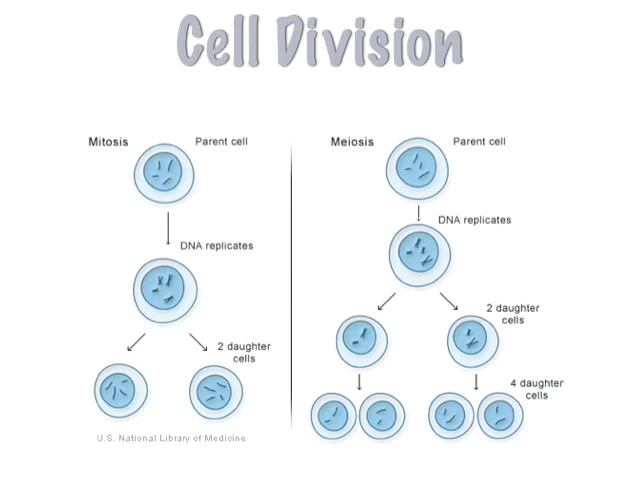 Cell Division
Mitosis
Parent cell
DNA replicates
2 daughter
cells
U.S. National Library of Medicine
Meiosis
Parent cell
DNA replicates
2 daughter
cells
4 daughter
cells